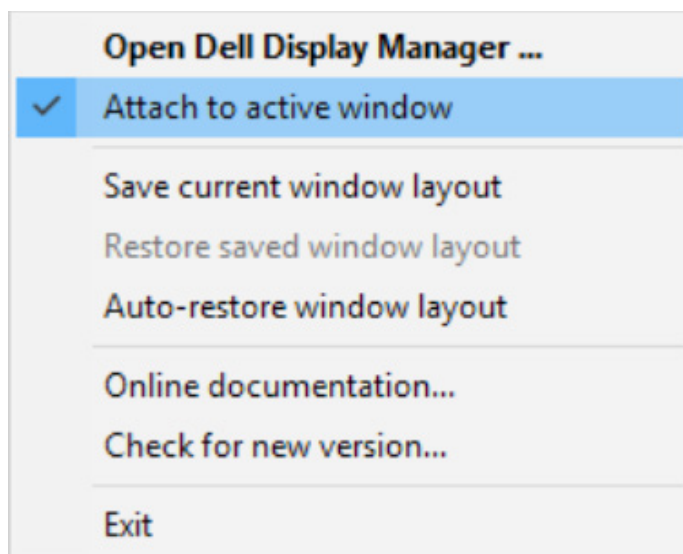 Open Dell Display Manager ...
Attach to active window
Save current window layout
Restore saved window layout
Auto-restore window layout
Online documentation...
Check for new version...
Exit